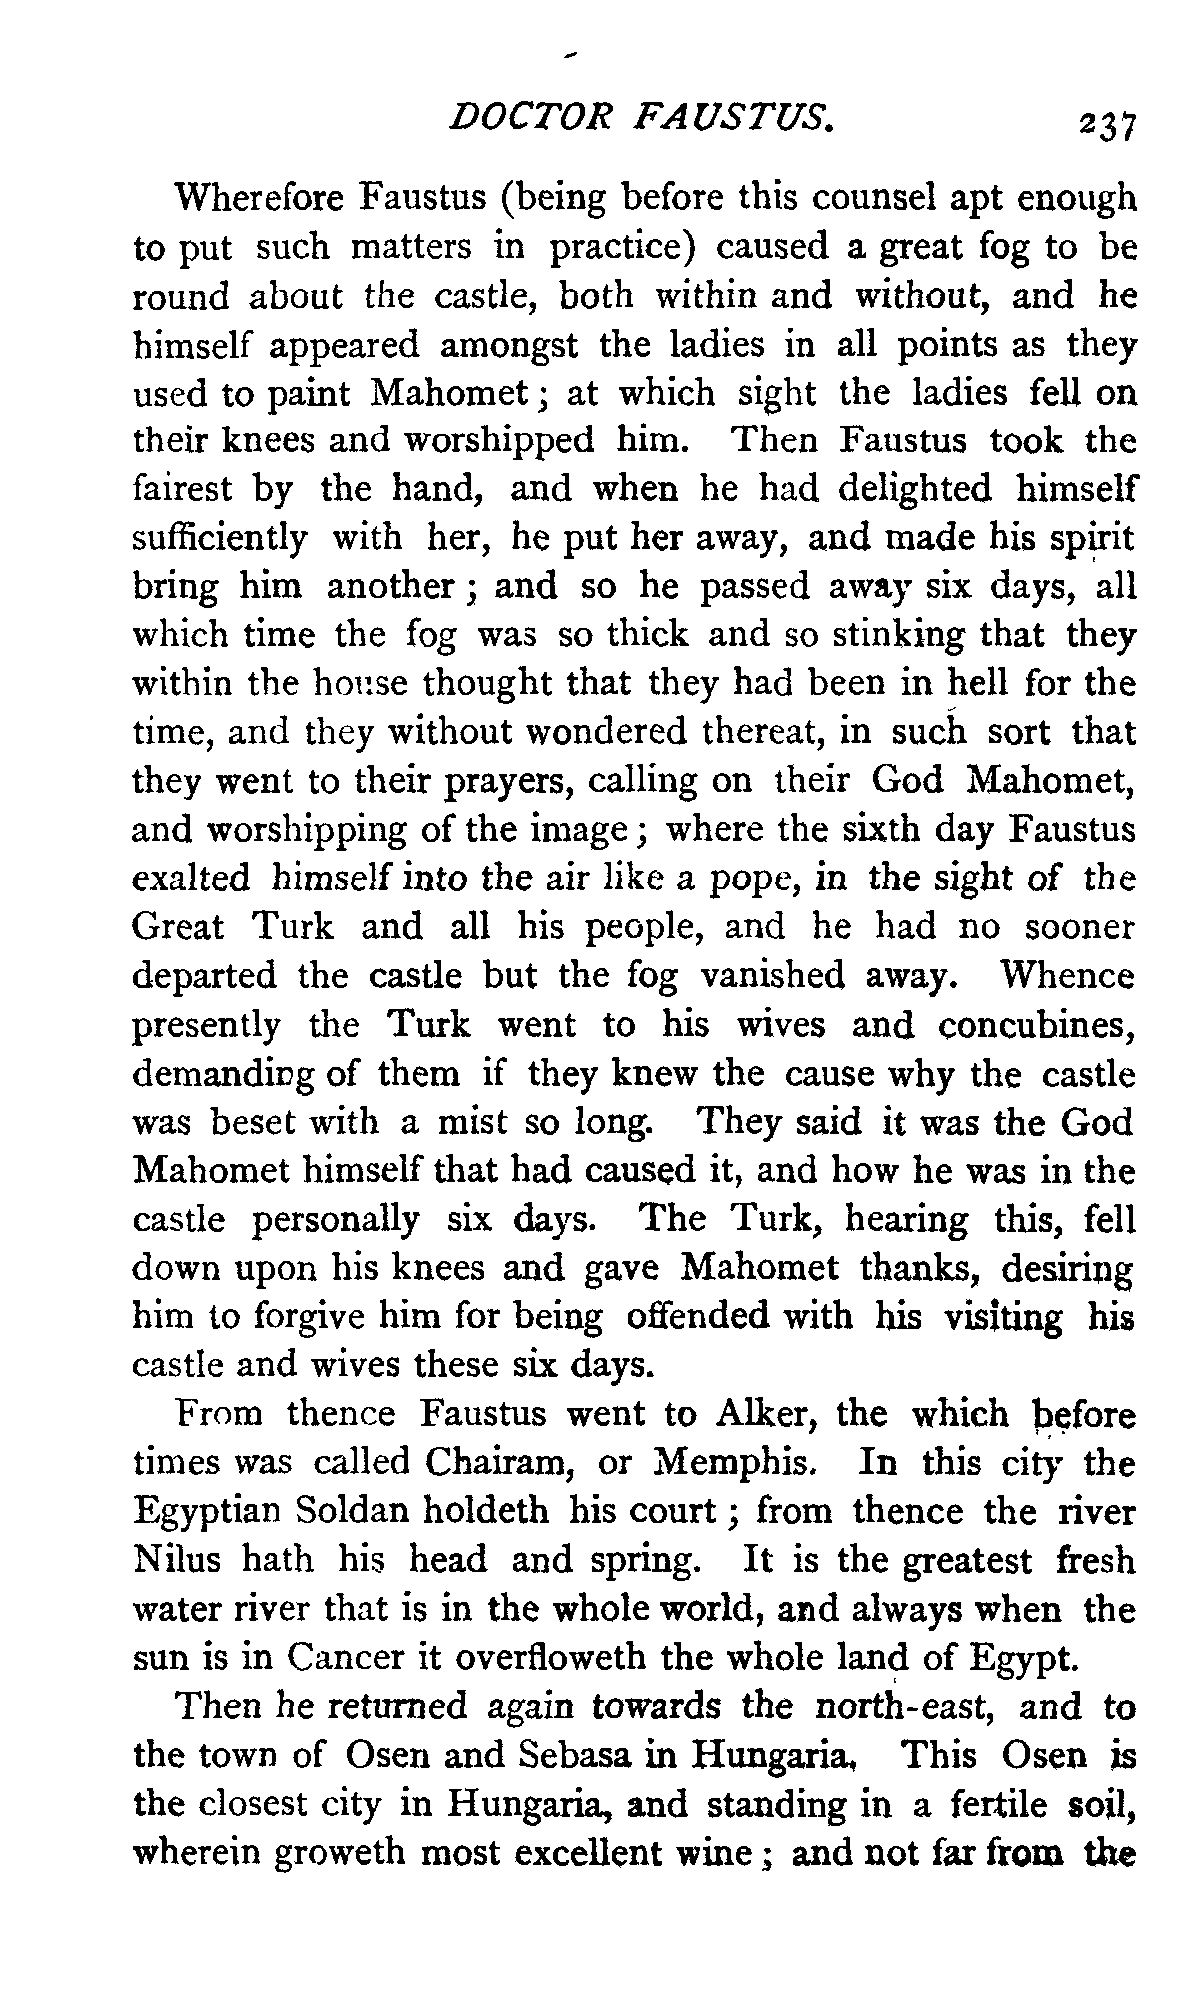 DOCTOR FAUSTUS. 237
Wherefore Faustus (being before this counsel apt enough
to put such matters in practice) caused a great fog to be
round about the castle, both within and without, and he
himself appeared amongst the ladies in all points as they
used to paint Mahomet; at which sight the ladies fell on
their knees and worshipped him. Then Faustus took the
fairest by the hand, and when he had delighted himself
sufficiently with her, he put her away, and made his spirit
bring him another; and so he passed away six days, all
which time the fog was so thick and so stinking that they
within the house thought that they had been in hell for the
time, and they without wondered thereat, in such sort that
they went to their prayers, calling on their God Mahomet,
and worshipping of the image; where the sixth day Faustus
exalted himself into the air like a pope, in the sight of the
Great Turk and all his people, and he had no sooner
departed the castle but the fog vanished away. Whence
presently the Turk went to his wives and concubines,
demanding of them if they knew the cause why the castle
was beset with a mist so long. They said it was the God
Mahomet himself that had caused it, and how he was in the
castle personally six days. The Turk, hearing this, fell
down upon his knees and gave Mahomet thanks, desiring
him to forgive him for being offended with his visiting his
castle and wives these six days.
From thence Faustus went to Alker, the which before
times was called Chairam, or Memphis. In this city the
Egyptian Soldan holdeth his court; from thence the river
Nilus hath his head and spring. It is the greatest fresh
water river that is in the whole world, and always when the
sun is in Cancer it overfloweth the whole land of Egypt.
Then he returned again towards the north-east, and to
the town of Osen and Sebasa in Hungaria. This Osen is
the closest city in Hungaria, and standing in a fertile soil,
wherein groweth most excellent wine; and not far from the